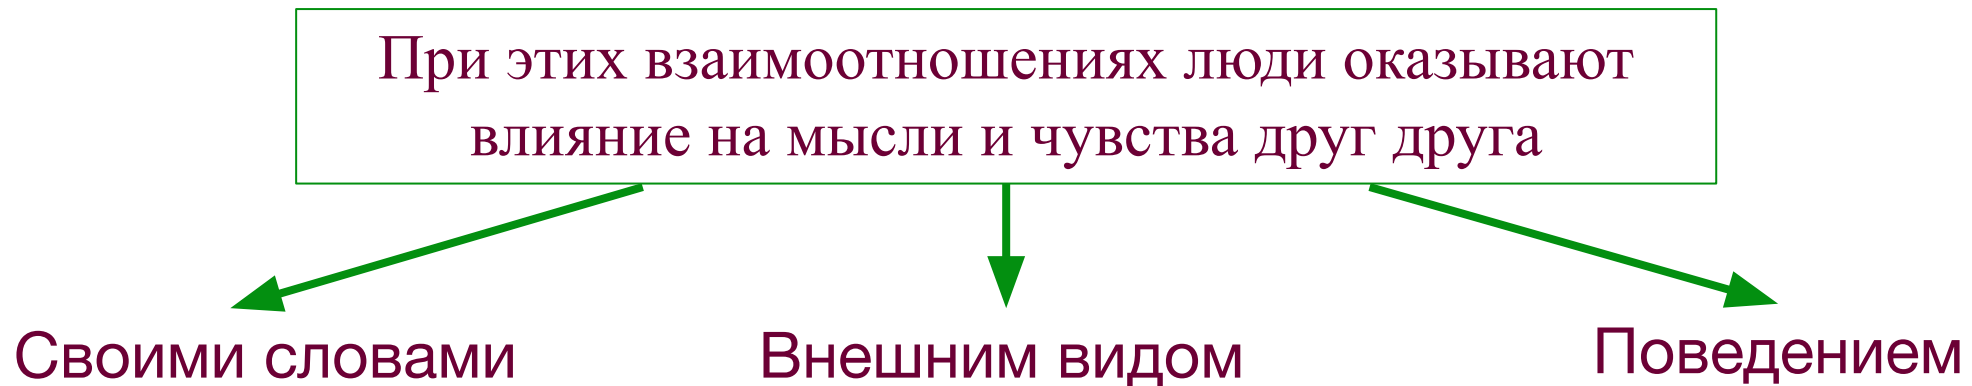 При этих взаимоотношениях люди оказывают
влияние на мысли и чувства друг друга
Своими словами
Внешним видом
Поведением